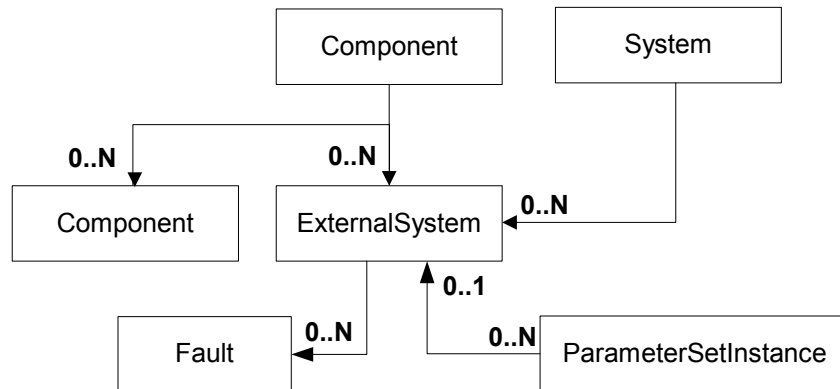 Component
System
0..N
0..N
Component
ExternalSystem
0..N
0..1
Fault
0..N
0..N
ParameterSetInstance